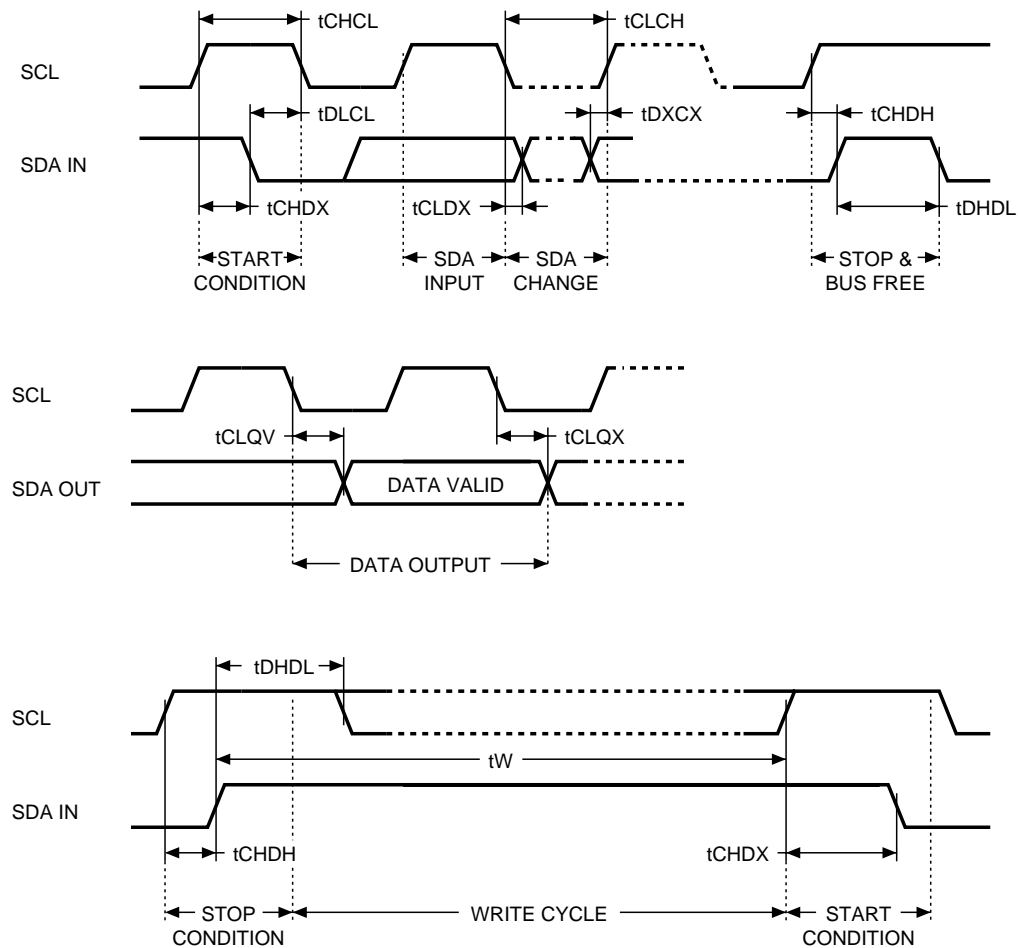 tCHCL
tCLCH
SCL
tDLCL
tDXCX
tCHDH
SDA IN
tCHDX
tCLDX
tDHDL
START
CONDITION
SDA
INPUT
SDA
CHANGE
STOP &
BUS FREE
SCL
tCLQV
tCLQX
SDA OUT
DATA VALID
DATA OUTPUT
tDHDL
SCL
tW
SDA IN
tCHDH
tCHDX
STOP
CONDITION
WRITE CYCLE
START
CONDITION